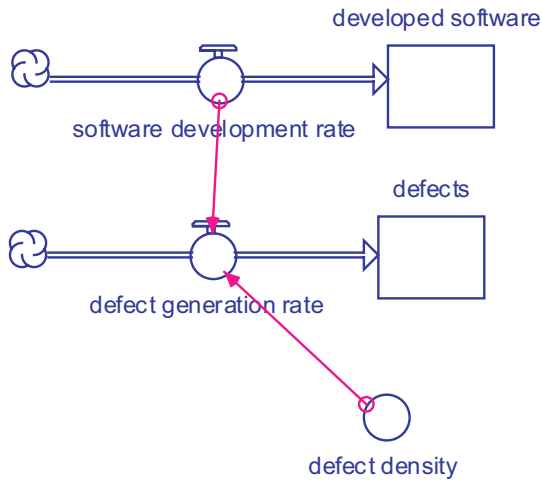 developed software
software development rate
defects
defect generation rate
defect density